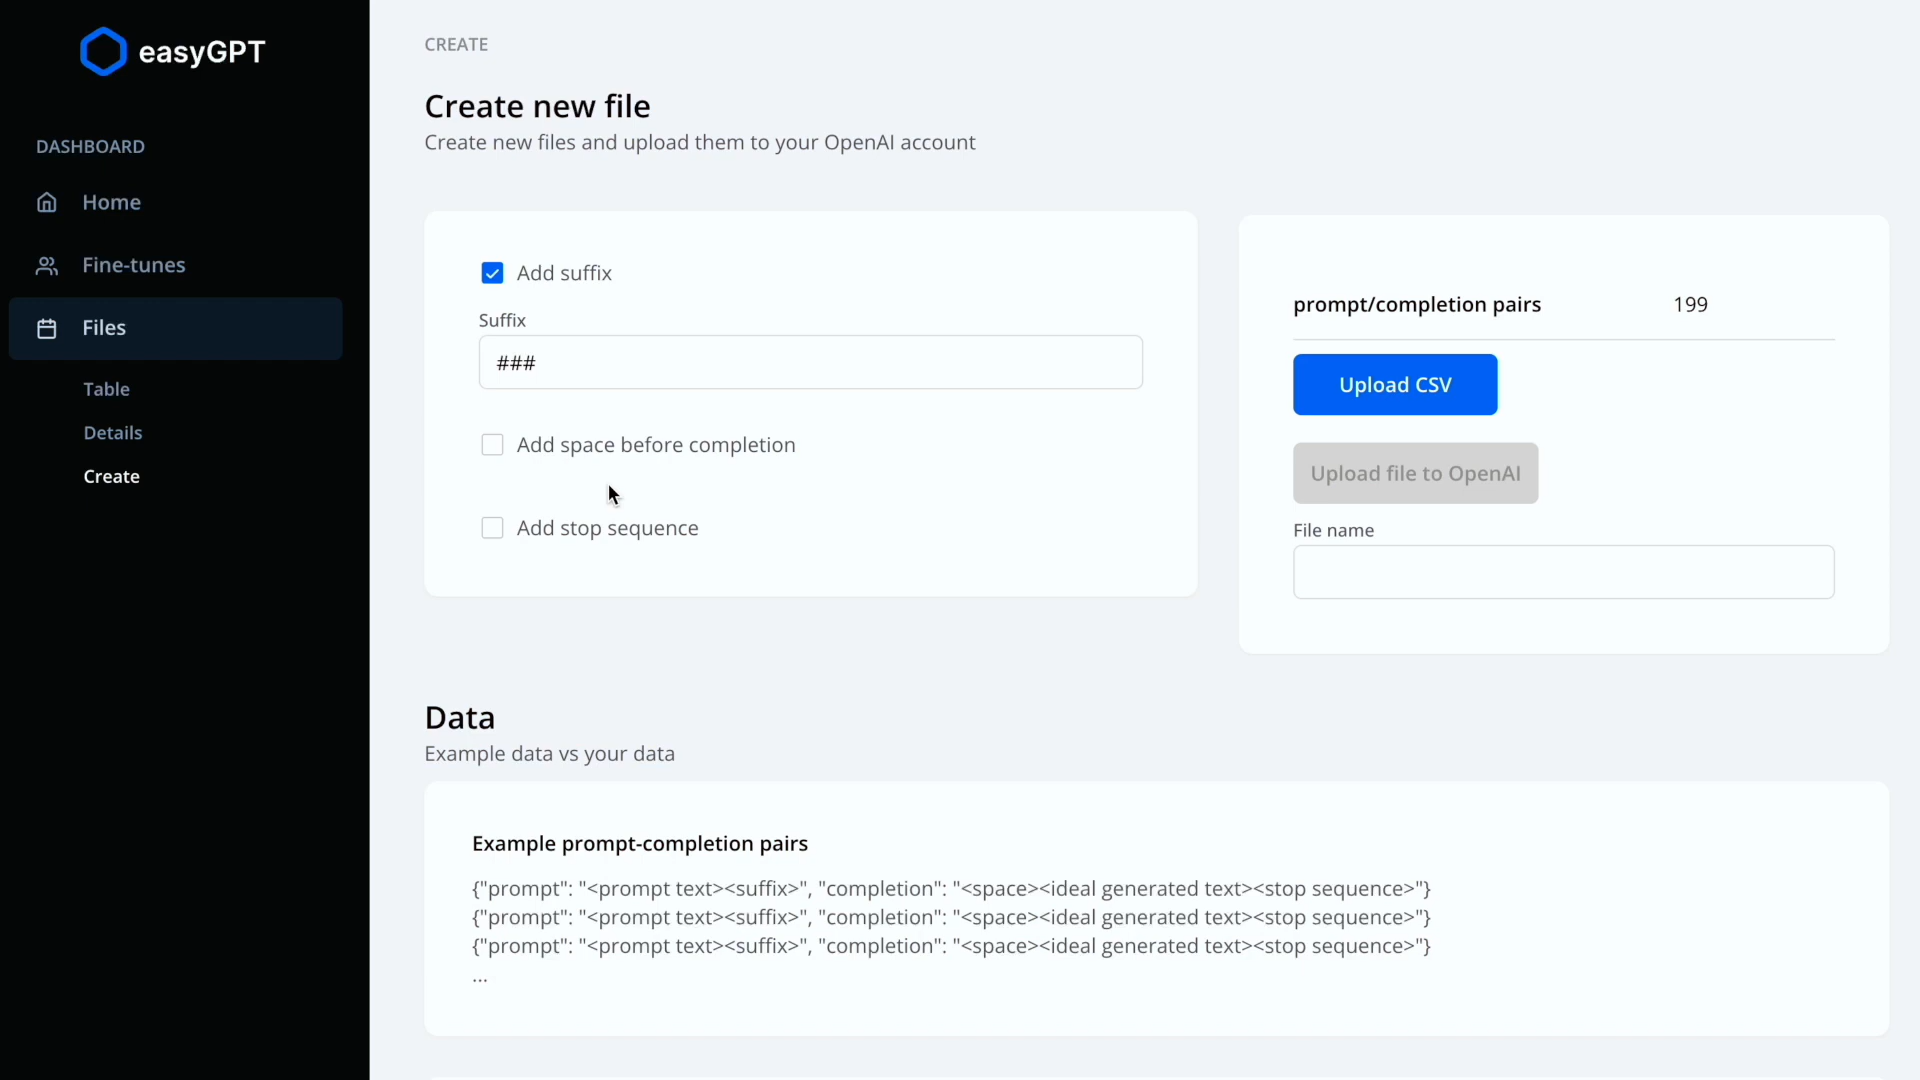 easyGPT
DASHBOARD
Home
Fine-tunes
Files
Table
Details
Create
CREATE
Create new file
Create new files and upload them to your OpenAI account
Add suffix
Suffix
###
Add space before completion
Add stop sequence
prompt/completion pairs 199
Upload CSV
Upload file to OpenAI
File name
Data
Example data vs your data
Example prompt-completion pairs
{"prompt": "<prompt text><suffix>", "completion": "<space><ideal generated text><stop sequence>"}
{"prompt": "<prompt text><suffix>", "completion": "<space><ideal generated text><stop sequence>"}
{"prompt": "<prompt text><suffix>", "completion": "<space><ideal generated text><stop sequence>"}
...